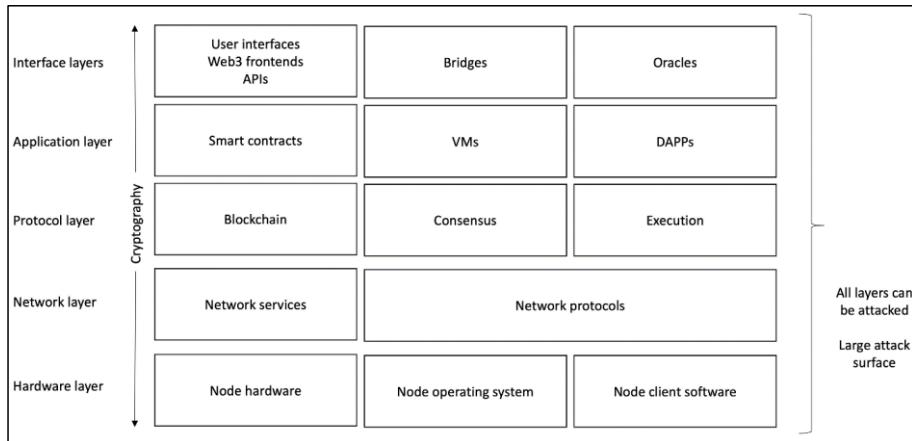 Interface layers
User interfaces
Web3 frontends
APIs
Bridges
Oracles
Application layer
Smart contracts
VMs
DAPPs
Protocol layer
Blockchain
Consensus
Execution
Network layer
Network services
Network protocols
Hardware layer
Node hardware
Node operating system
Node client software
Cryptography
All layers can
be attacked
Large attack
surface